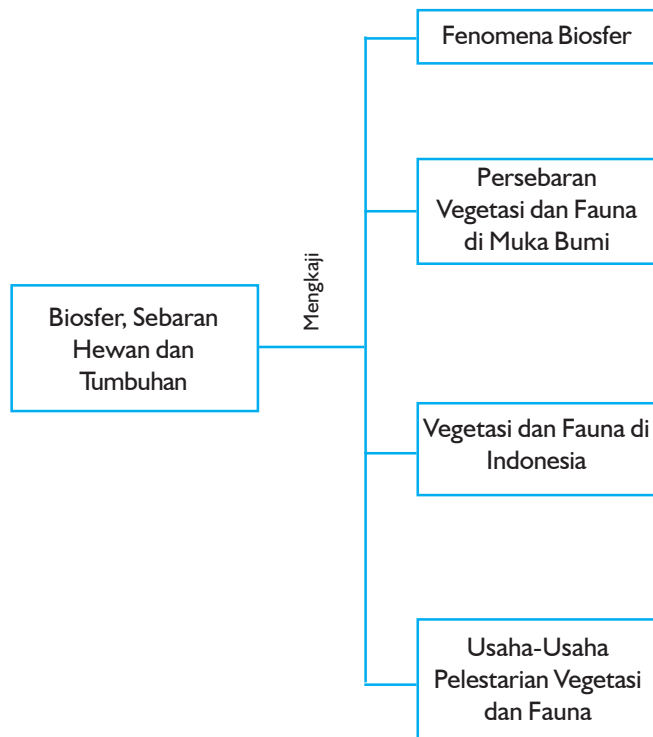 Fenomena Biosfer
Persebaran
Vegetasi dan Fauna
di Muka Bumi
Mengkaji
Biosfer, Sebaran
Hewan dan
Tumbuhan
Vegetasi dan Fauna di
Indonesia
Usaha-Usaha
Pelestarian Vegetasi
dan Fauna